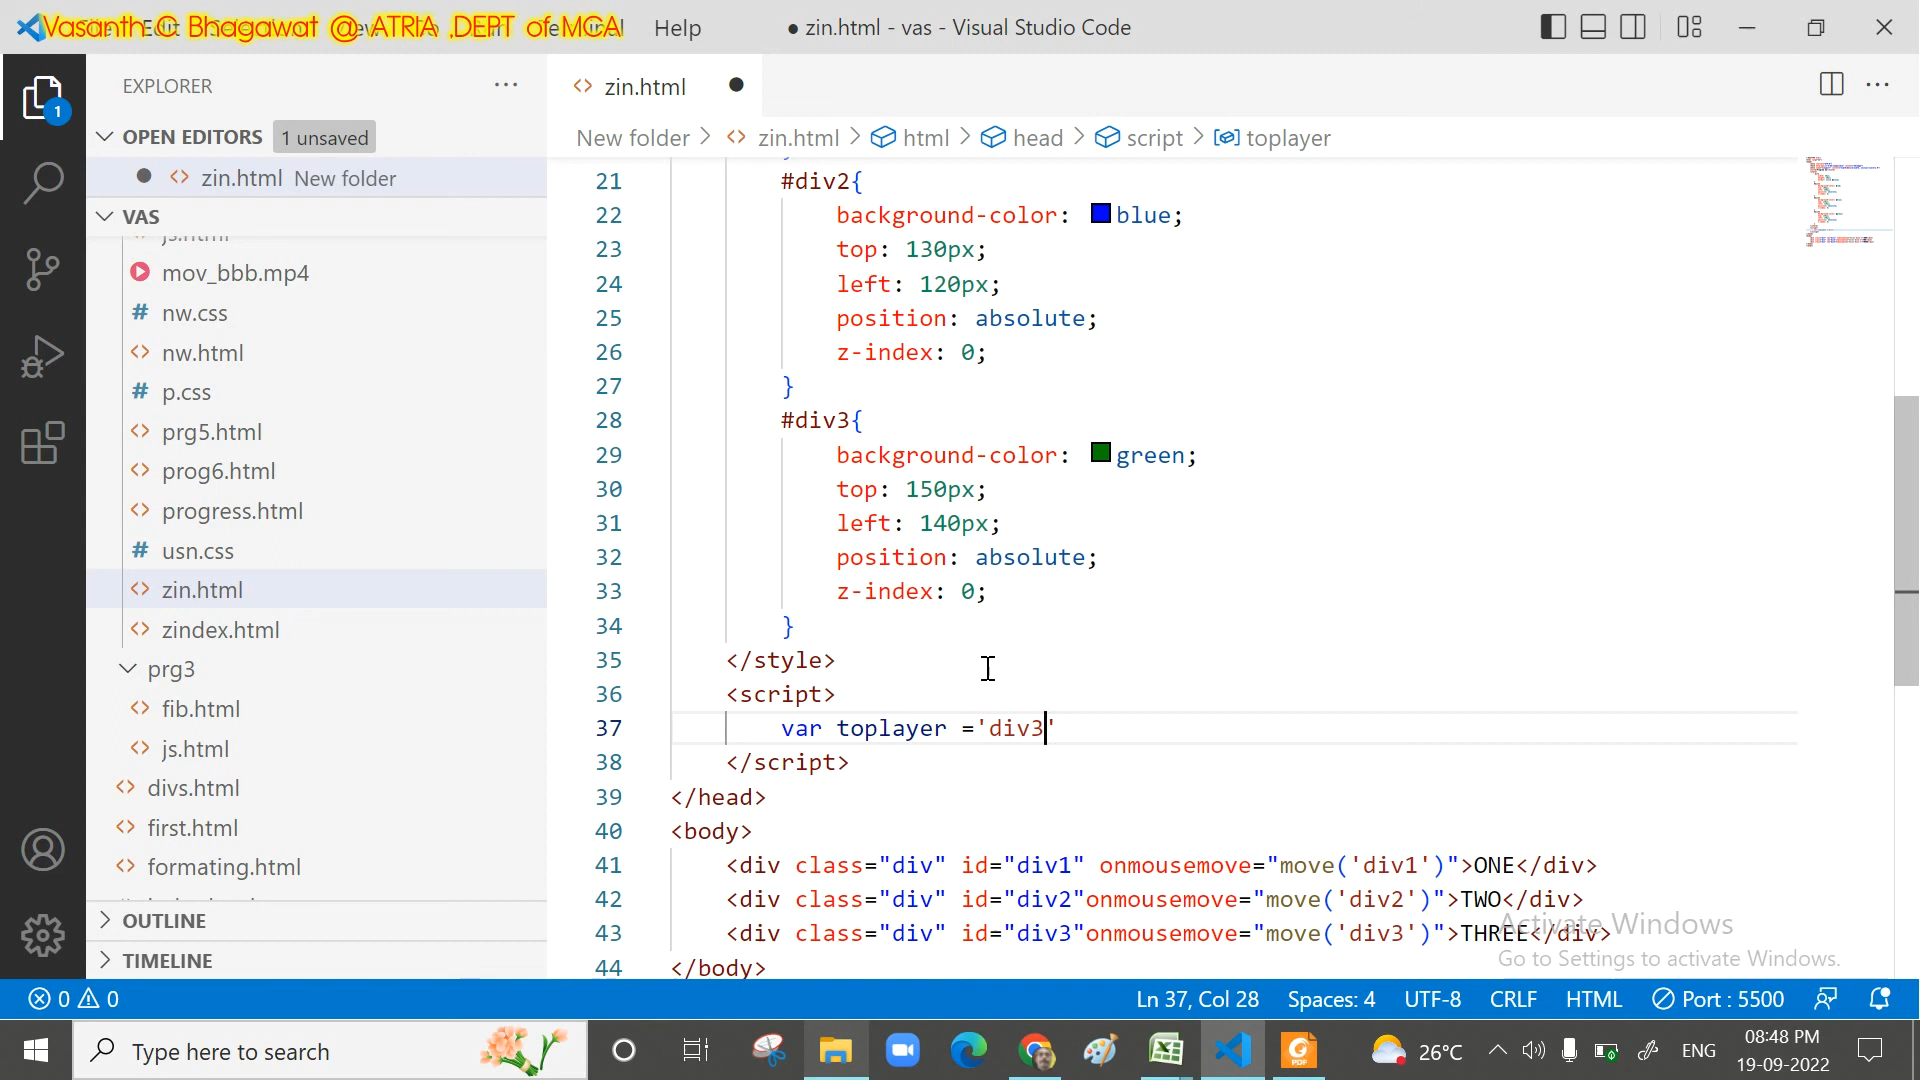 Vasanth C Bhagawat @ ATRIA ,DEPT of MCA
Help
● zin.html - vas - Visual Studio Code
EXPLORER
zin.html
1
OPEN EDITORS 1 unsaved
New folder > zin.html > html > head > script > toplayer
zin.html New folder
VAS
js.html
mov_bbb.mp4
nw.css
nw.html
p.css
prg5.html
prog6.html
progress.html
usn.css
zin.html
zindex.html
prg3
fib.html
js.html
divs.html
first.html
formating.html
OUTLINE
TIMELINE
21 #div2{
22 background-color: blue;
23 top: 130px;
24 left: 120px;
25 position: absolute;
26 z-index: 0;
27 }
28 #div3{
29 background-color: green;
30 top: 150px;
31 left: 140px;
32 position: absolute;
33 z-index: 0;
34 }
35 </style>
36 <script>
37 var toplayer ='div3'
38 </script>
39 </head>
40 <body>
41 <div class="div" id="div1" onmousemove="move('div1')">ONE</div>
42 <div class="div" id="div2"onmousemove="move('div2')">TWO</div>
43 <div class="div" id="div3"onmousemove="move('div3')">THREE</div>
44 </body>
Activate Windows
Go to Settings to activate Windows.
0 0
Ln 37, Col 28 Spaces: 4 UTF-8 CRLF HTML Port : 5500
Type here to search
PDF
26°C
ENG
08:48 PM
19-09-2022